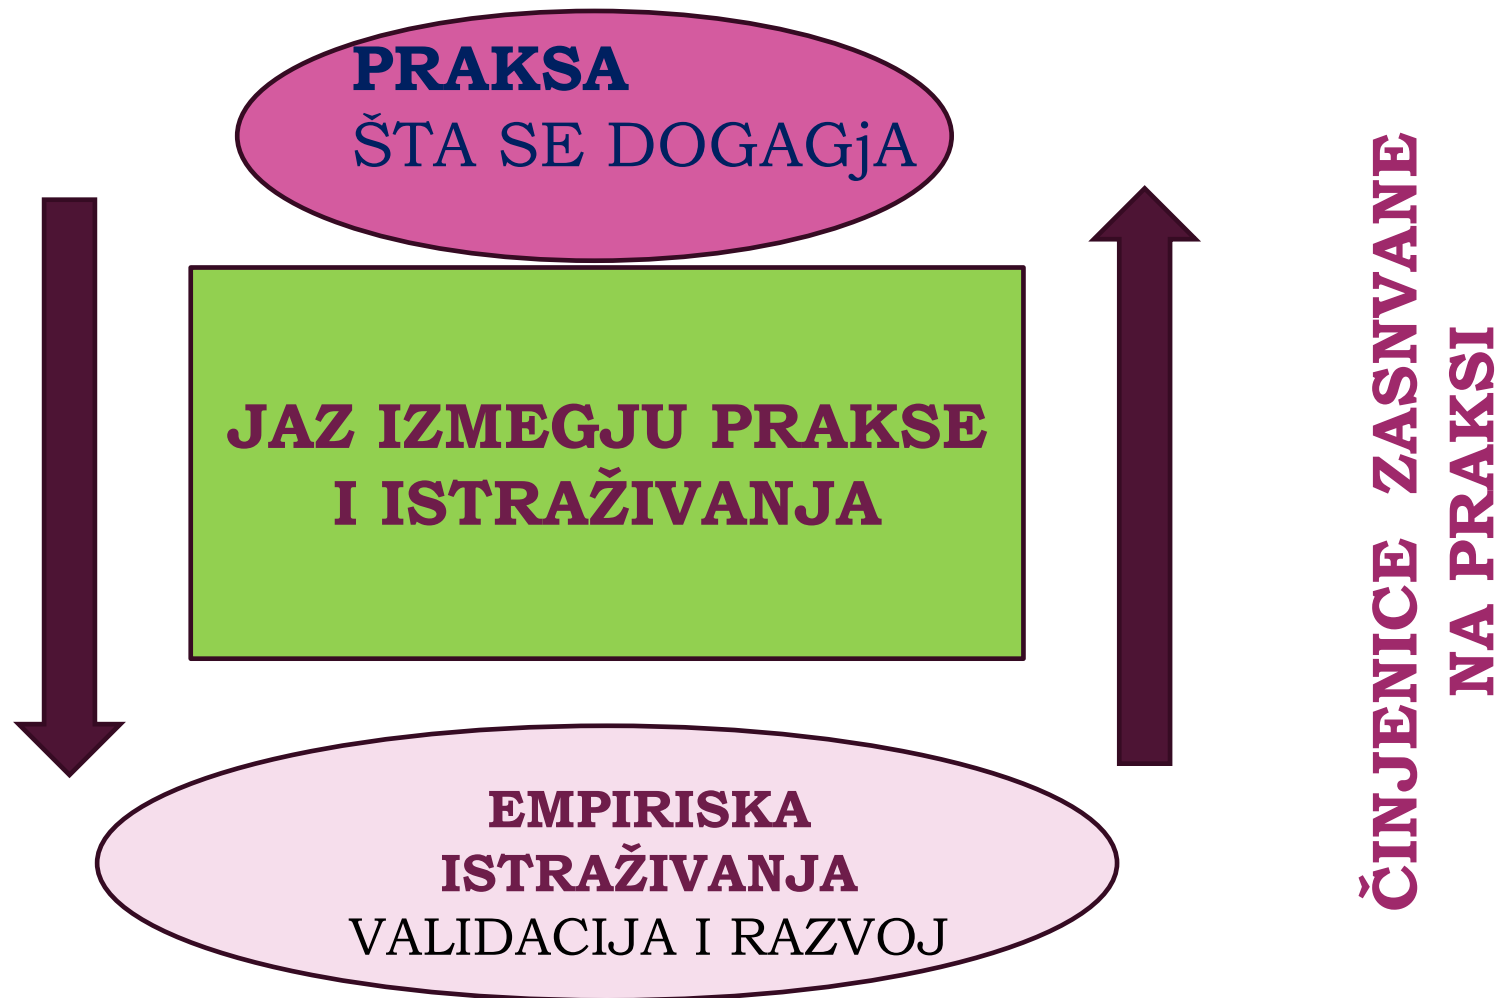 PRAKSA
ŠTA SE DOGAGjA
JAZ IZMEGJU PRAKSE
I ISTRAŽIVANJA
EMPIRISKA
ISTRAŽIVANJA
VALIDACIJA I RAZVOJ
ČINJENICE ZASNVANE
NA PRAKSI